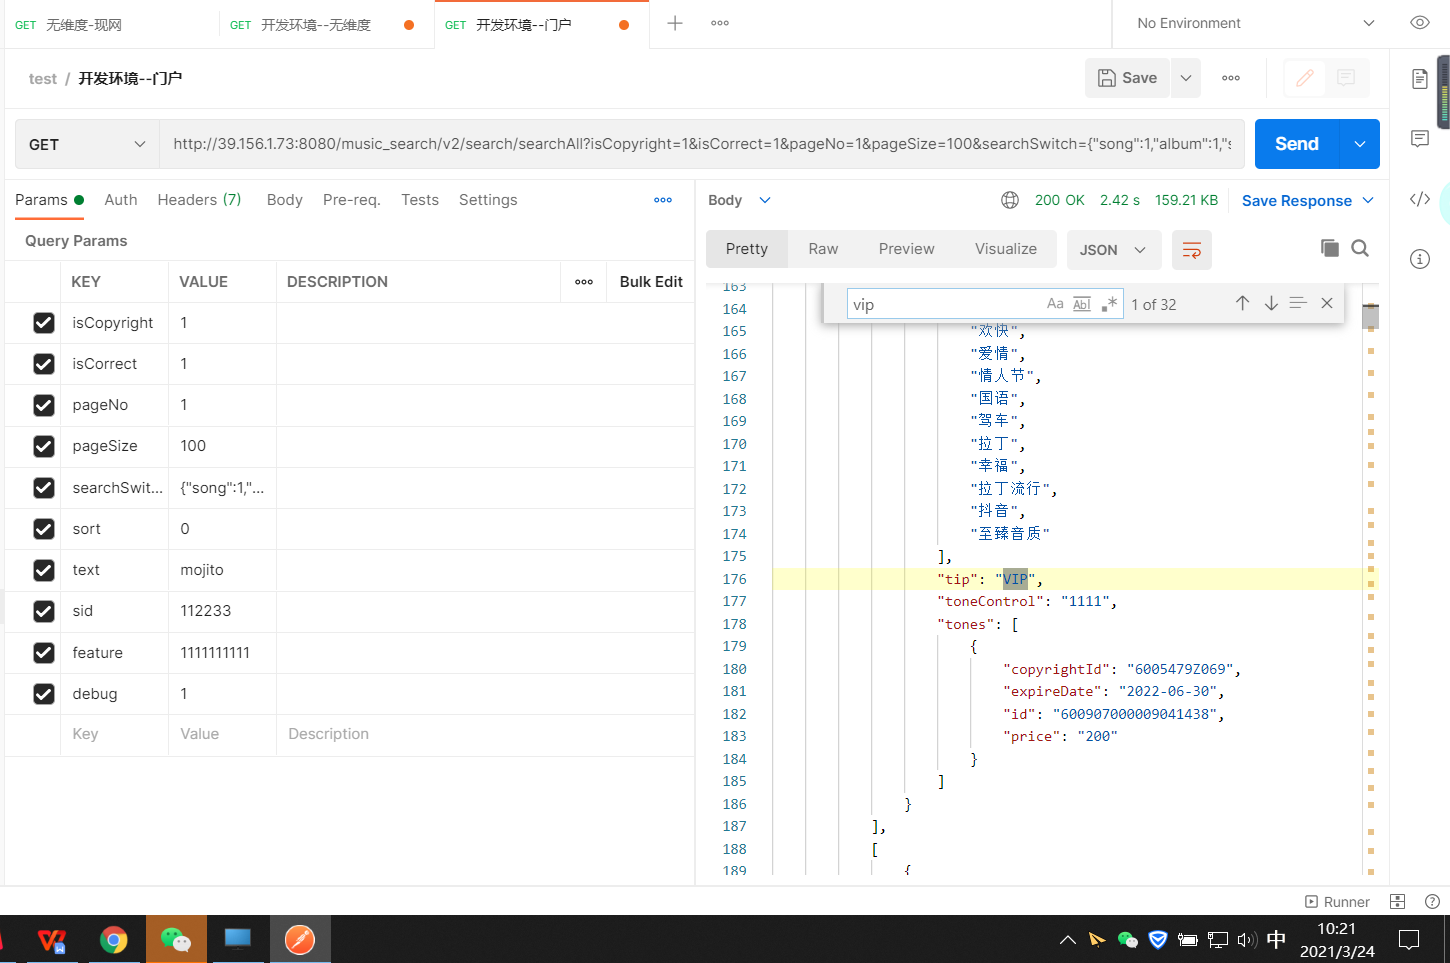 GET 无维度-现网 GET 开发环境--无维度 GET 开发环境--门户 No Environment
test / 开发环境--门户 Save
GET http://39.156.1.73:8080/music_search/v2/search/searchAll?isCopyright=1&isCorrect=1&pageNo=1&pageSize=100&searchSwitch={"song":1,"album":1,"s Send
Params Auth Headers (7) Body Pre-req. Tests Settings
Body 200 OK 2.42 s 159.21 KB Save Response
Query Params
Pretty Raw Preview Visualize JSON
KEY VALUE DESCRIPTION Bulk Edit
isCopyright 1
isCorrect 1
pageNo 1
pageSize 100
searchSwit... {"song":1,"...
sort 0
text mojito
sid 112233
feature 1111111111
debug 1
Key Value Description
vip Aa Abl .* 1 of 32
163
164
165 "欢快",
166 "爱情",
167 "情人节",
168 "国语",
169 "驾车",
170 "拉丁",
171 "幸福",
172 "拉丁流行",
173 "抖音",
174 "至臻音质"
175 ],
176 "tip": "VIP",
177 "toneControl": "1111",
178 "tones": [
179 {
180 "copyrightId": "6005479Z069",
181 "expireDate": "2022-06-30",
182 "id": "600907000009041438",
183 "price": "200"
184 }
185 ]
186 }
187 ],
188 [
189 {
Runner
中 10:21
2021/3/24